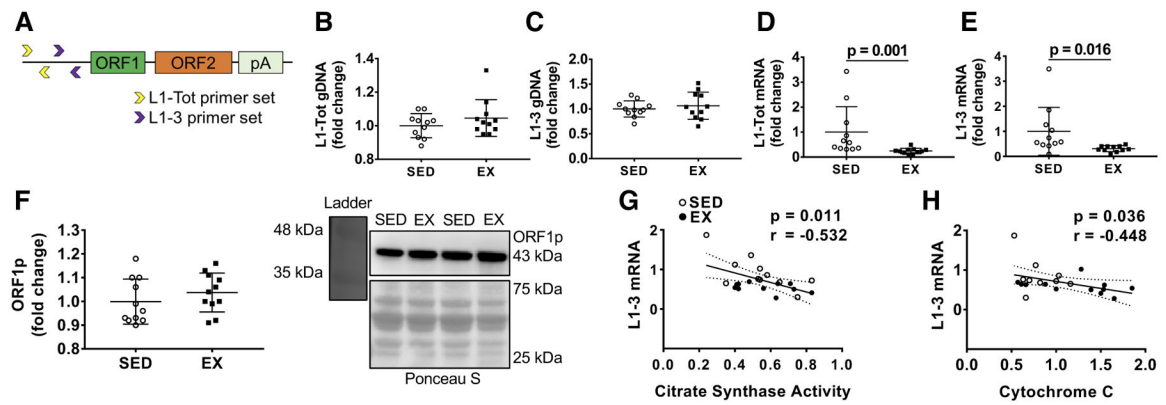 A
ORF1 ORF2 pA
L1-Tot primer set
L1-3 primer set
B
L1-Tot gDNA
(fold change)
1.4
1.2
1.0
0.8
SED EX
C
L1-3 gDNA
(fold change)
2.0
1.5
1.0
0.5
0.0
SED EX
D
p = 0.001
L1-Tot mRNA
(fold change)
4
3
2
1
0
SED EX
E
p = 0.016
L1-3 mRNA
(fold change)
4
3
2
1
0
SED EX
F
ORF1p
(fold change)
1.3
1.2
1.1
1.0
0.9
0.8
SED EX
Ladder
SED EX SED EX
48 kDa
35 kDa
ORF1p
43 kDa
75 kDa
25 kDa
Ponceau S
G
SED
EX
p = 0.011
r = -0.532
L1-3 mRNA
2
1
0
0.0 0.2 0.4 0.6 0.8 1.0
Citrate Synthase Activity
H
p = 0.036
r = -0.448
L1-3 mRNA
2
1
0
0.0 0.5 1.0 1.5 2.0
Cytochrome C